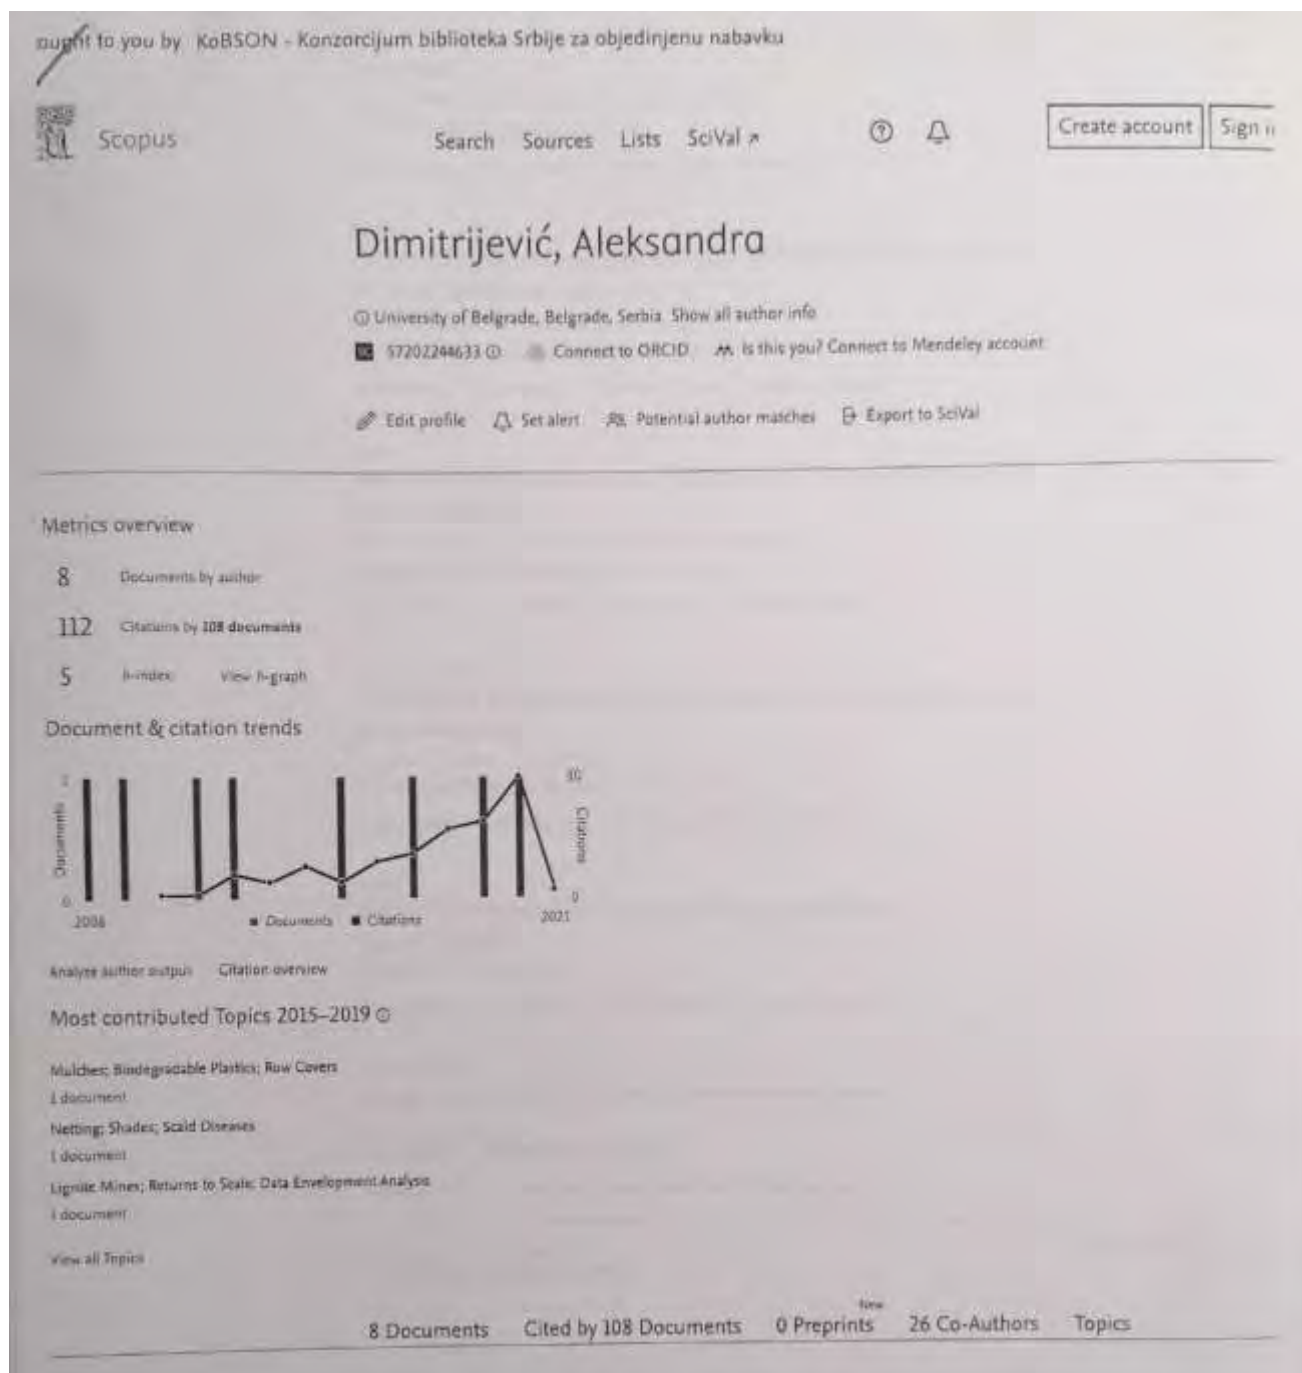 ought to you by KoBSON - Konzorcijum biblioteka Srbije za objedinjenu nabavku
Scopus
Search Sources Lists SciVal ↗
Create account
Sign
Dimitrijević, Aleksandra
University of Belgrade, Belgrade, Serbia Show all author info
57202244633 Connect to ORCID Is this you? Connect to Mendeley account
Edit profile Set alert Potential author matches Export to SciVal
Metrics overview
8 Documents by author
112 Citations by 108 documents
5 h-index View h-graph
Document & citation trends
Documents
0
Citations
0
2006
2021
Documents Citations
Analyze author output Citation overview
Most contributed Topics 2015–2019
Mulches; Biodegradable Plastics; Row Covers
1 document
Netting; Shades; Scald Diseases
1 document
Lignite Mines; Returns to Scale; Data Envelopment Analysis
1 document
View all Topics
New
8 Documents Cited by 108 Documents 0 Preprints 26 Co-Authors Topics